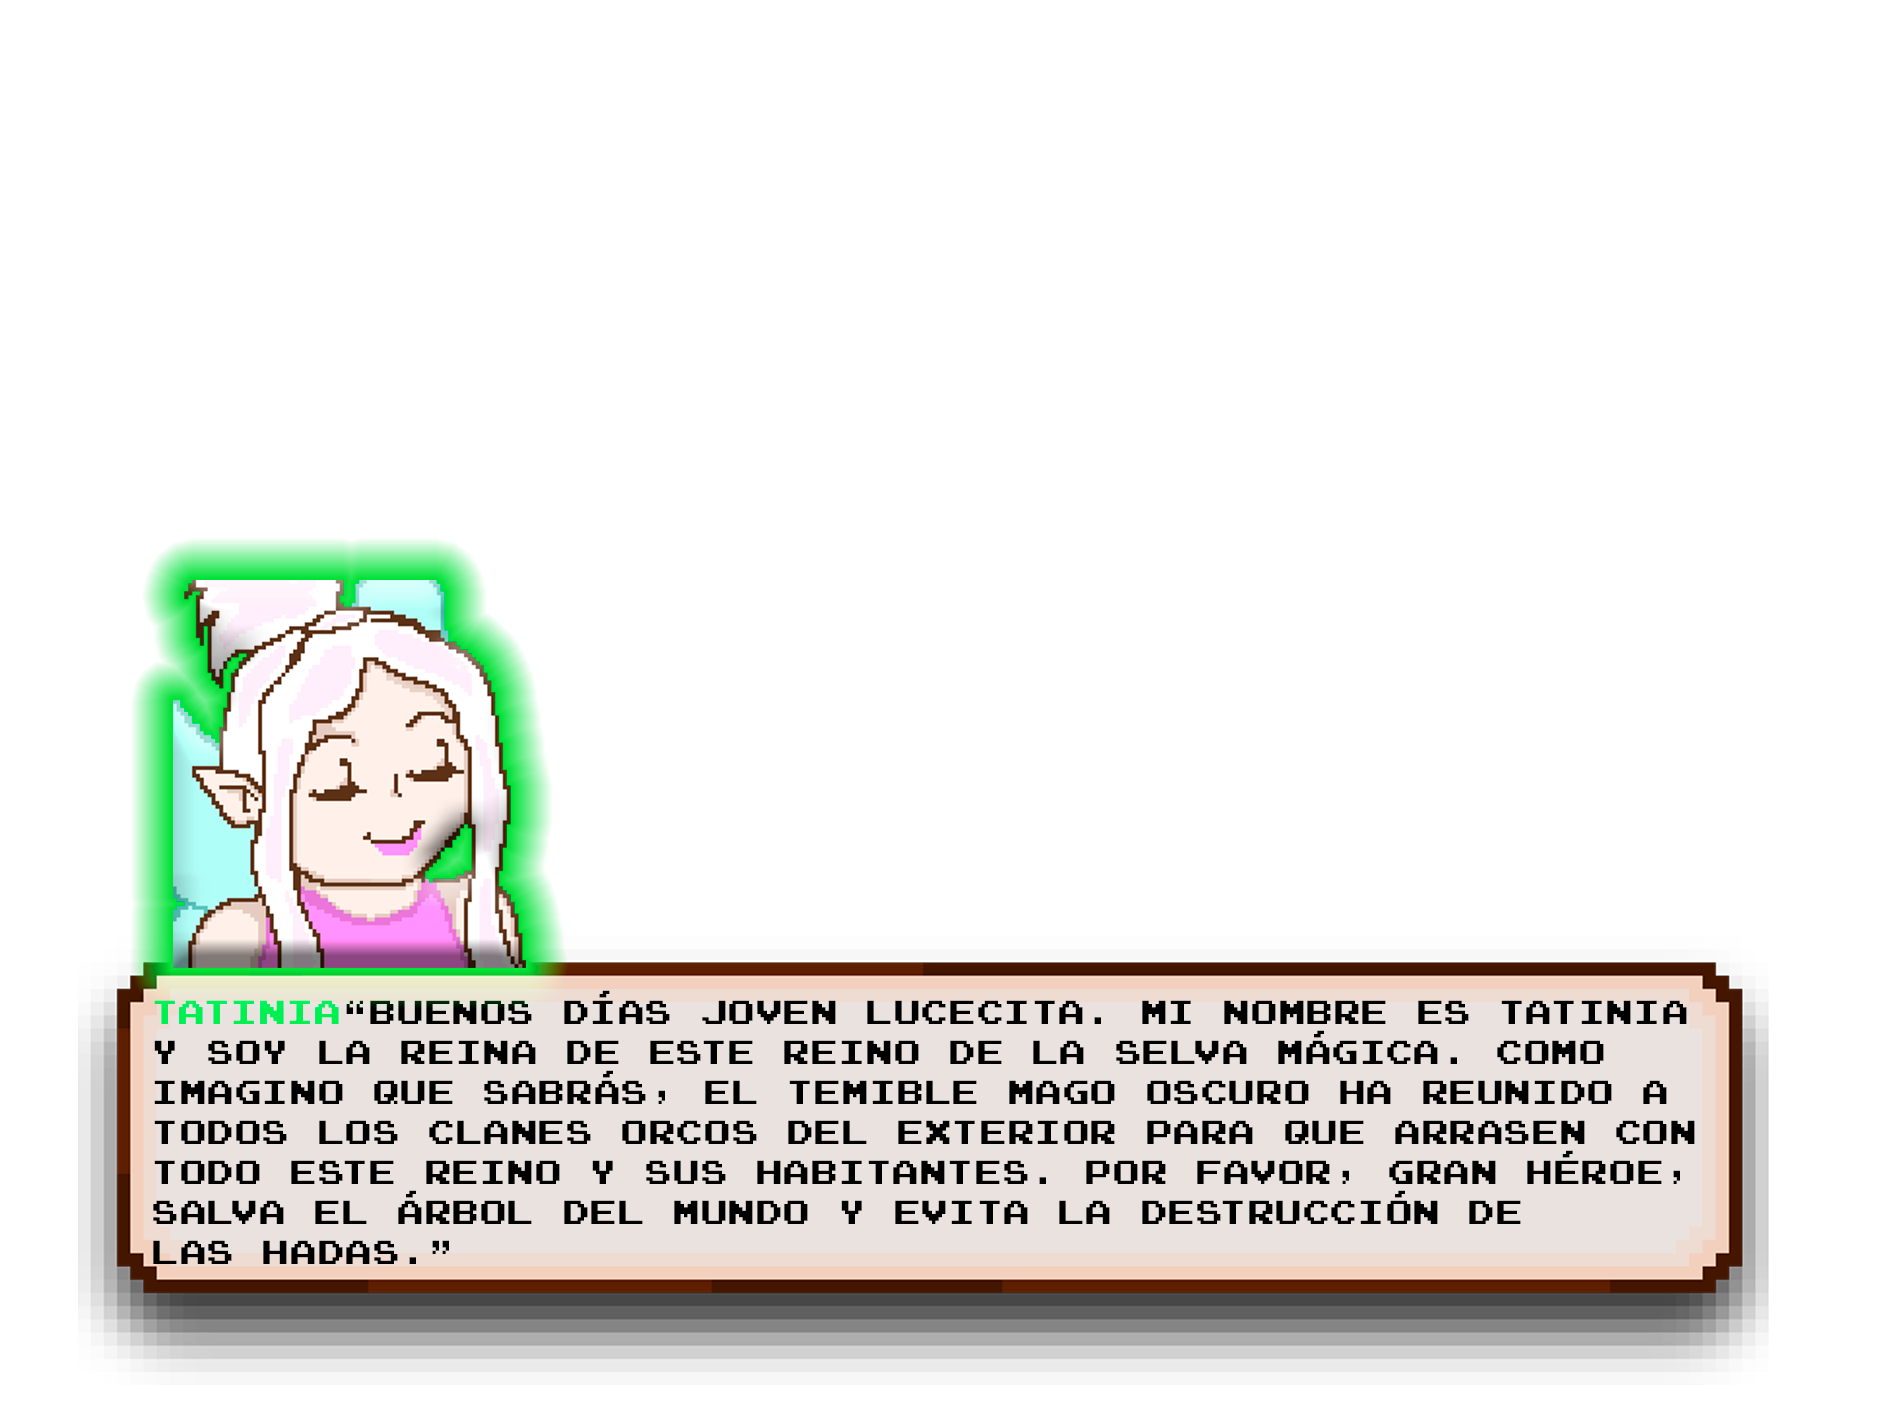 TATINIA“BUENOS DÍAS JOVEN LUCECITA. MI NOMBRE ES TATINIA
Y SOY LA REINA DE ESTE REINO DE LA SELVA MÁGICA. COMO
IMAGINO QUE SABRÁS, EL TEMIBLE MAGO OSCURO HA REUNIDO A
TODOS LOS CLANES ORCOS DEL EXTERIOR PARA QUE ARRASEN CON
TODO ESTE REINO Y SUS HABITANTES. POR FAVOR, GRAN HÉROE,
SALVA EL ÁRBOL DEL MUNDO Y EVITA LA DESTRUCCIÓN DE
LAS HADAS.”